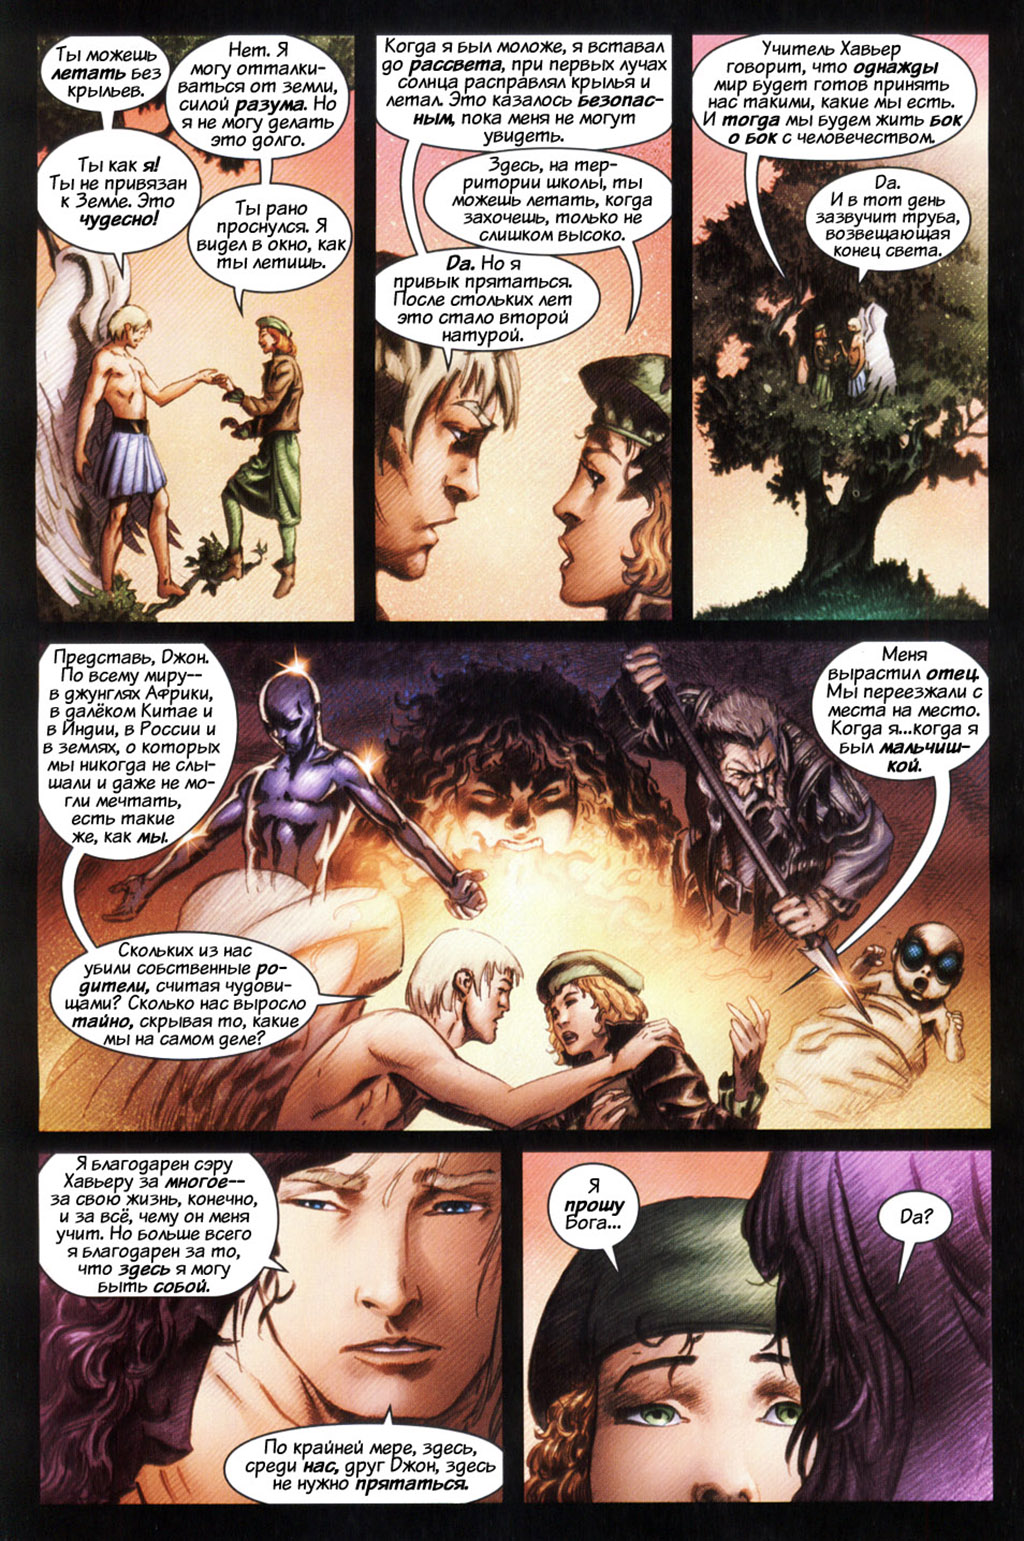 Ты можешь
летать без
крыльев.
Нет. Я
могу отталки-
ваться от земли,
силой разума. Но
я не могу делать
это долго.
Ты как я!
Ты не привязан
к Земле. Это
чудесно!
Ты рано
проснулся. Я
видел в окно, как
ты летишь.
Когда я был моложе, я вставал
до рассвета, при первых лучах
солнца расправлял крылья и
летал. Это казалось безопас-
ным, пока меня не могут
увидеть.
Здесь, на тер-
ритории школы, ты
можешь летать, когда
захочешь, только не
слишком высоко.
Да. Но я
привык прятаться.
После стольких лет
это стало второй
натурой.
Учитель Хавьер
говорит, что однажды
мир будет готов принять
нас такими, какие мы есть.
И тогда мы будем жить бок
о бок с человечеством.
Да.
И в тот день
зазвучит труба,
возвещающая
конец света.
Представь, Джон.
По всему миру--
в джунглях Африки,
в далёком Китае и
в Индии, в России и
в землях, о которых
мы никогда не слы-
шали и даже не мо-
гли мечтать,
есть такие
же, как мы.
Скольких из нас
убили собственные ро-
дители, считая чудови-
щами? Сколько нас выросло
тайно, скрывая то, какие
мы на самом деле?
Меня
вырастил отец.
Мы переезжали с
места на место.
Когда я...когда я
был мальчиш-
кой.
Я благодарен сэру
Хавьеру за многое--
за свою жизнь, конечно,
и за всё, чему он меня
учит. Но больше всего
я благодарен за то,
что здесь я могу
быть собой.
По крайней мере, здесь,
среди нас, друг Джон, здесь
не нужно прятаться.
Я
прошу
Бога...
Да?